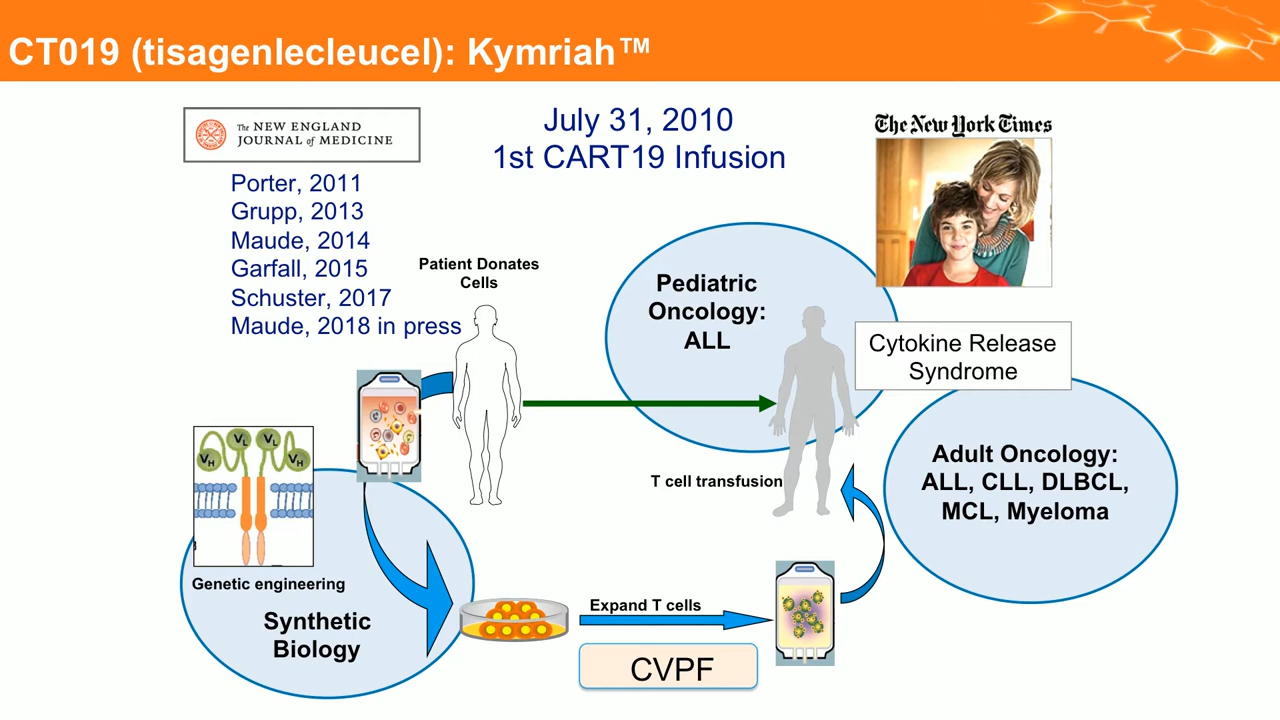 CT019 (tisagenlecleucel): Kymriah™
The NEW ENGLAND
JOURNAL of MEDICINE
July 31, 2010
1st CART19 Infusion
The New York Times
Porter, 2011
Grupp, 2013
Maude, 2014
Garfall, 2015
Schuster, 2017
Maude, 2018 in press
Patient Donates
Cells
Pediatric
Oncology:
ALL
Cytokine Release
Syndrome
VH
VL
VL
VH
T cell transfusion
Adult Oncology:
ALL, CLL, DLBCL,
MCL, Myeloma
Genetic engineering
Synthetic
Biology
Expand T cells
CVPF